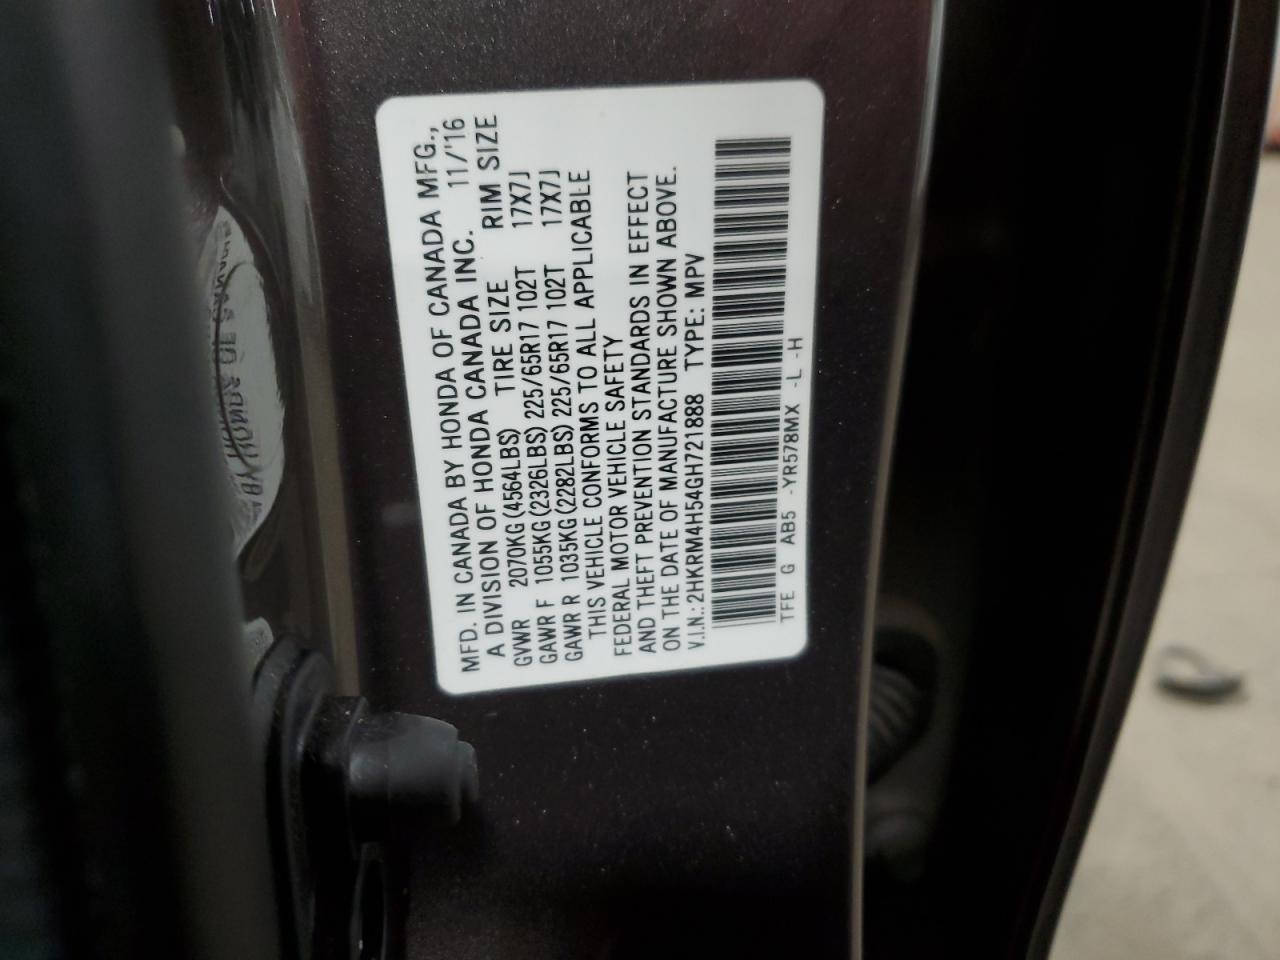 MFD. IN CANADA BY HONDA OF CANADA MFG.,
A DIVISION OF HONDA CANADA INC. 11/'16
GVWR 2070KG (4564LBS) TIRE SIZE RIM SIZE
GAWR F 1055KG (2326LBS) 225/65R17 102T 17X7J
GAWR R 1035KG (2282LBS) 225/65R17 102T 17X7J
THIS VEHICLE CONFORMS TO ALL APPLICABLE
FEDERAL MOTOR VEHICLE SAFETY
AND THEFT PREVENTION STANDARDS IN EFFECT
ON THE DATE OF MANUFACTURE SHOWN ABOVE.
V.I.N.: 2HKRM4H54GH721888 TYPE: MPV
TFE G AB5 -YR578MX -L -H